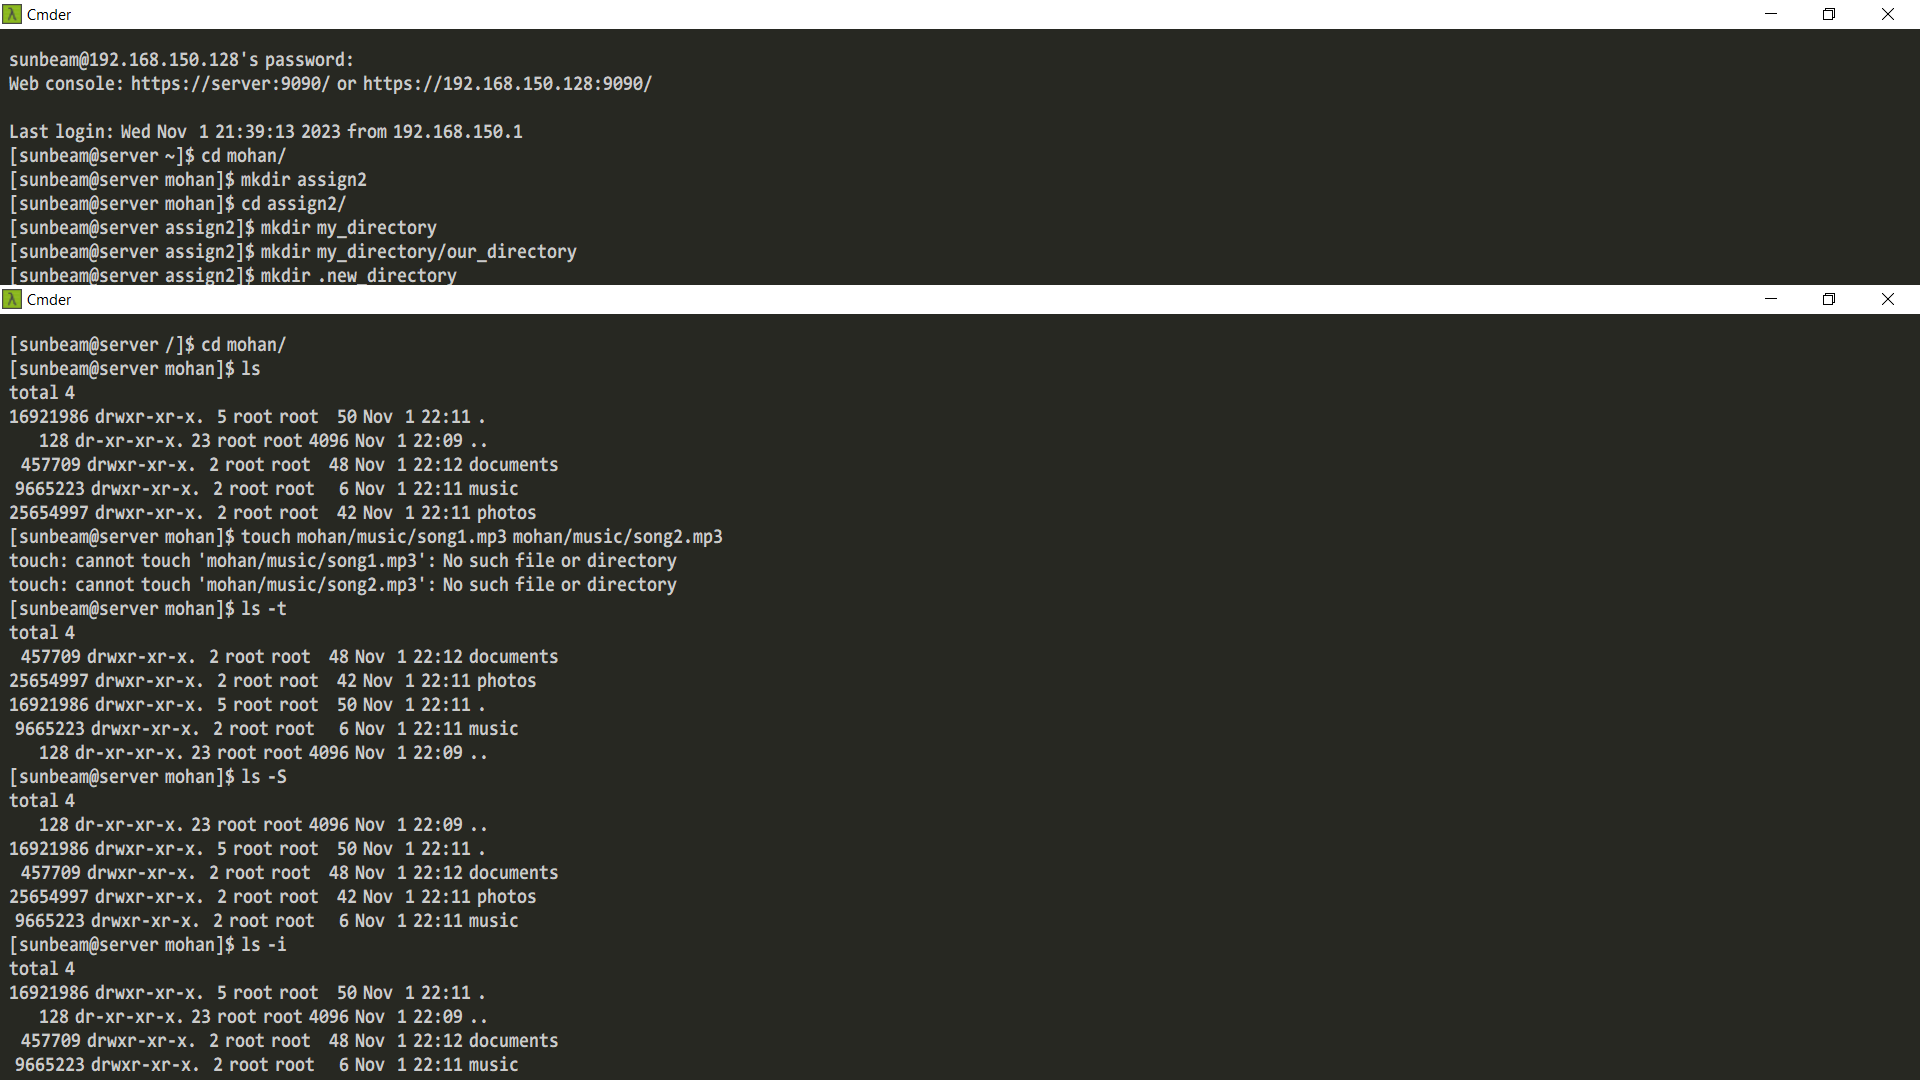 Cmder
sunbeam@192.168.150.128's password:
Web console: https://server:9090/ or https://192.168.150.128:9090/
Last login: Wed Nov  1 21:39:13 2023 from 192.168.150.1
[sunbeam@server ~]$ cd mohan/
[sunbeam@server mohan]$ mkdir assign2
[sunbeam@server mohan]$ cd assign2/
[sunbeam@server assign2]$ mkdir my_directory
[sunbeam@server assign2]$ mkdir my_directory/our_directory
[sunbeam@server assign2]$ mkdir .new_directory
Cmder
[sunbeam@server /]$ cd mohan/
[sunbeam@server mohan]$ ls
total 4
16921986 drwxr-xr-x.  5 root root   50 Nov  1 22:11 .
     128 dr-xr-xr-x. 23 root root 4096 Nov  1 22:09 ..
  457709 drwxr-xr-x.  2 root root   48 Nov  1 22:12 documents
 9665223 drwxr-xr-x.  2 root root    6 Nov  1 22:11 music
25654997 drwxr-xr-x.  2 root root   42 Nov  1 22:11 photos
[sunbeam@server mohan]$ touch mohan/music/song1.mp3 mohan/music/song2.mp3
touch: cannot touch 'mohan/music/song1.mp3': No such file or directory
touch: cannot touch 'mohan/music/song2.mp3': No such file or directory
[sunbeam@server mohan]$ ls -t
total 4
  457709 drwxr-xr-x.  2 root root   48 Nov  1 22:12 documents
25654997 drwxr-xr-x.  2 root root   42 Nov  1 22:11 photos
16921986 drwxr-xr-x.  5 root root   50 Nov  1 22:11 .
 9665223 drwxr-xr-x.  2 root root    6 Nov  1 22:11 music
     128 dr-xr-xr-x. 23 root root 4096 Nov  1 22:09 ..
[sunbeam@server mohan]$ ls -S
total 4
     128 dr-xr-xr-x. 23 root root 4096 Nov  1 22:09 ..
16921986 drwxr-xr-x.  5 root root   50 Nov  1 22:11 .
  457709 drwxr-xr-x.  2 root root   48 Nov  1 22:12 documents
25654997 drwxr-xr-x.  2 root root   42 Nov  1 22:11 photos
 9665223 drwxr-xr-x.  2 root root    6 Nov  1 22:11 music
[sunbeam@server mohan]$ ls -i
total 4
16921986 drwxr-xr-x.  5 root root   50 Nov  1 22:11 .
     128 dr-xr-xr-x. 23 root root 4096 Nov  1 22:09 ..
  457709 drwxr-xr-x.  2 root root   48 Nov  1 22:12 documents
 9665223 drwxr-xr-x.  2 root root    6 Nov  1 22:11 music